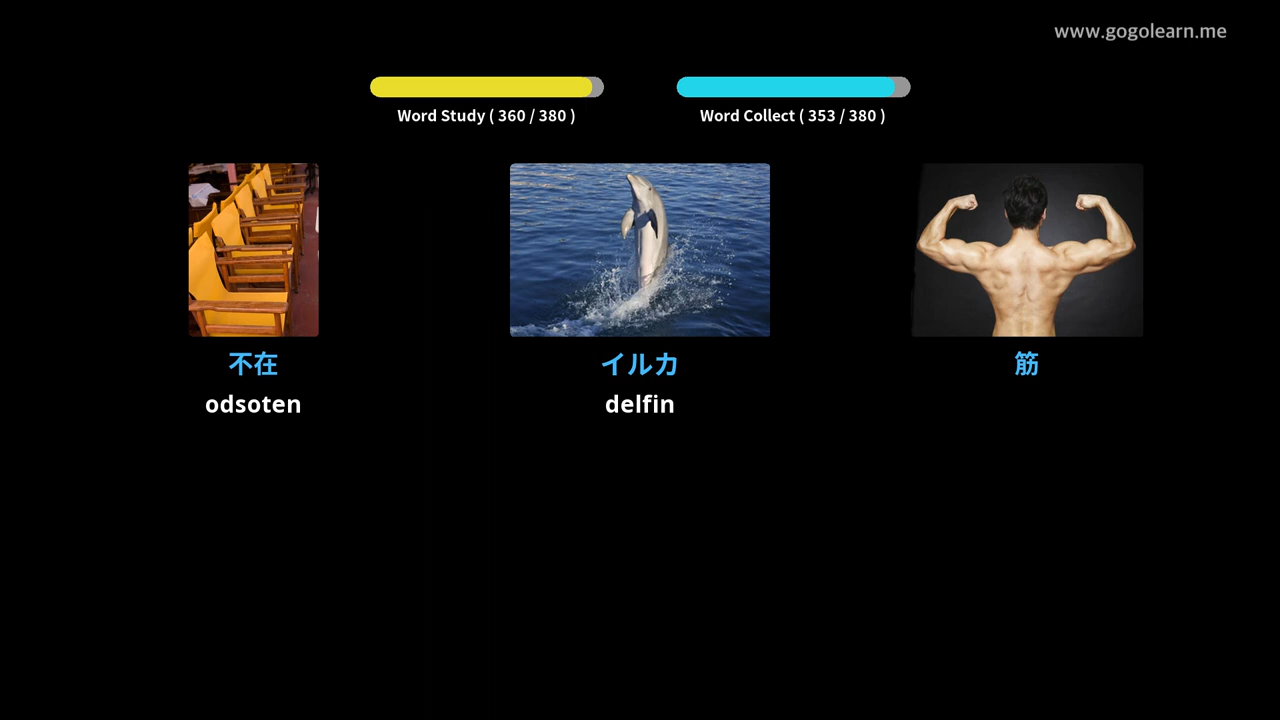 www.gogolearn.me
Word Study ( 360 / 380 )
Word Collect ( 353 / 380 )
不在
イルカ
筋
odsoten
delfin